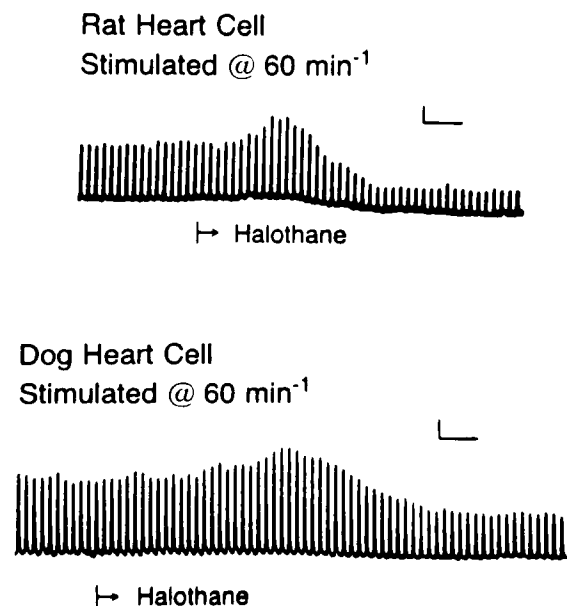 Rat Heart Cell
Stimulated @ 60 min⁻¹
Halothane
Dog Heart Cell
Stimulated @ 60 min⁻¹
Halothane